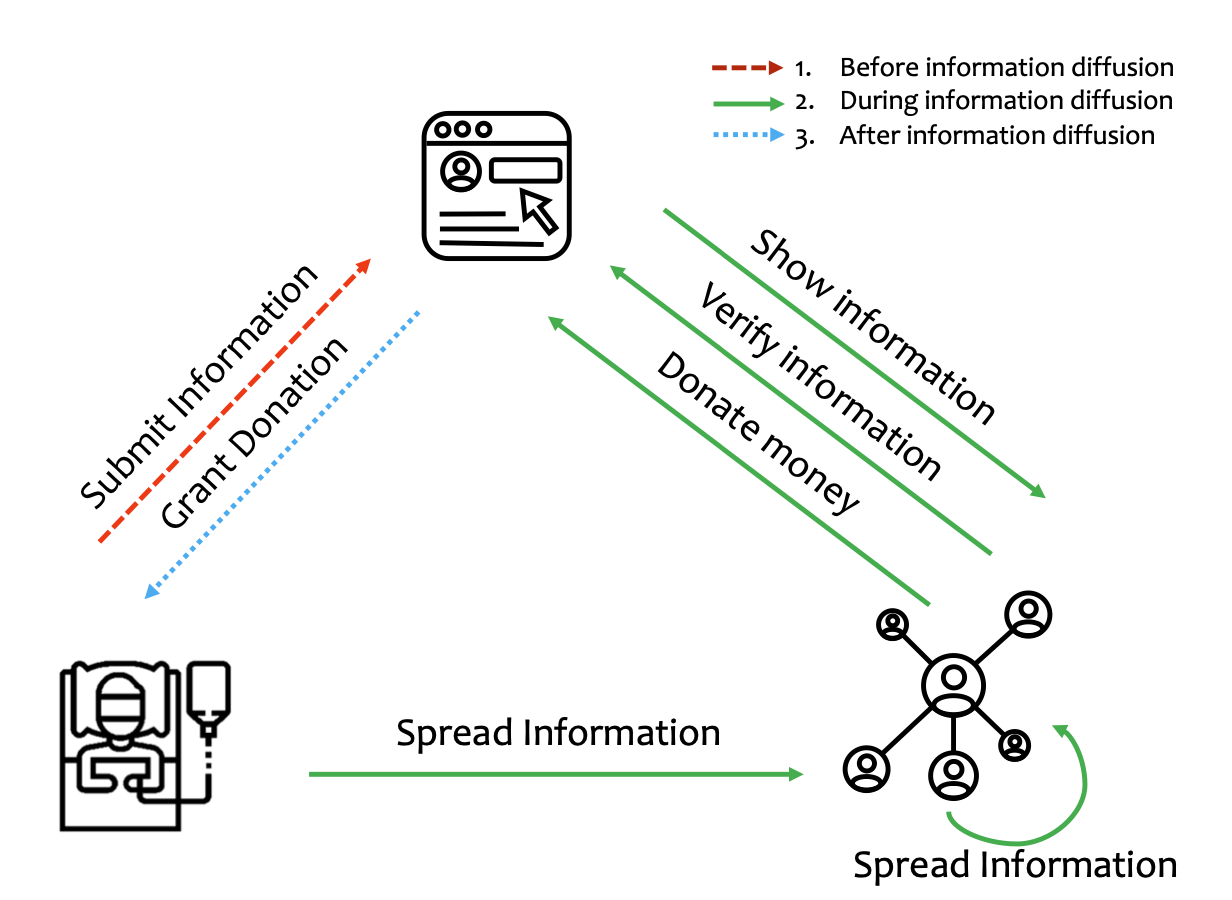 1. Before information diffusion
2. During information diffusion
3. After information diffusion
Submit Information
Grant Donation
Show information
Verify information
Donate money
Spread Information
Spread Information